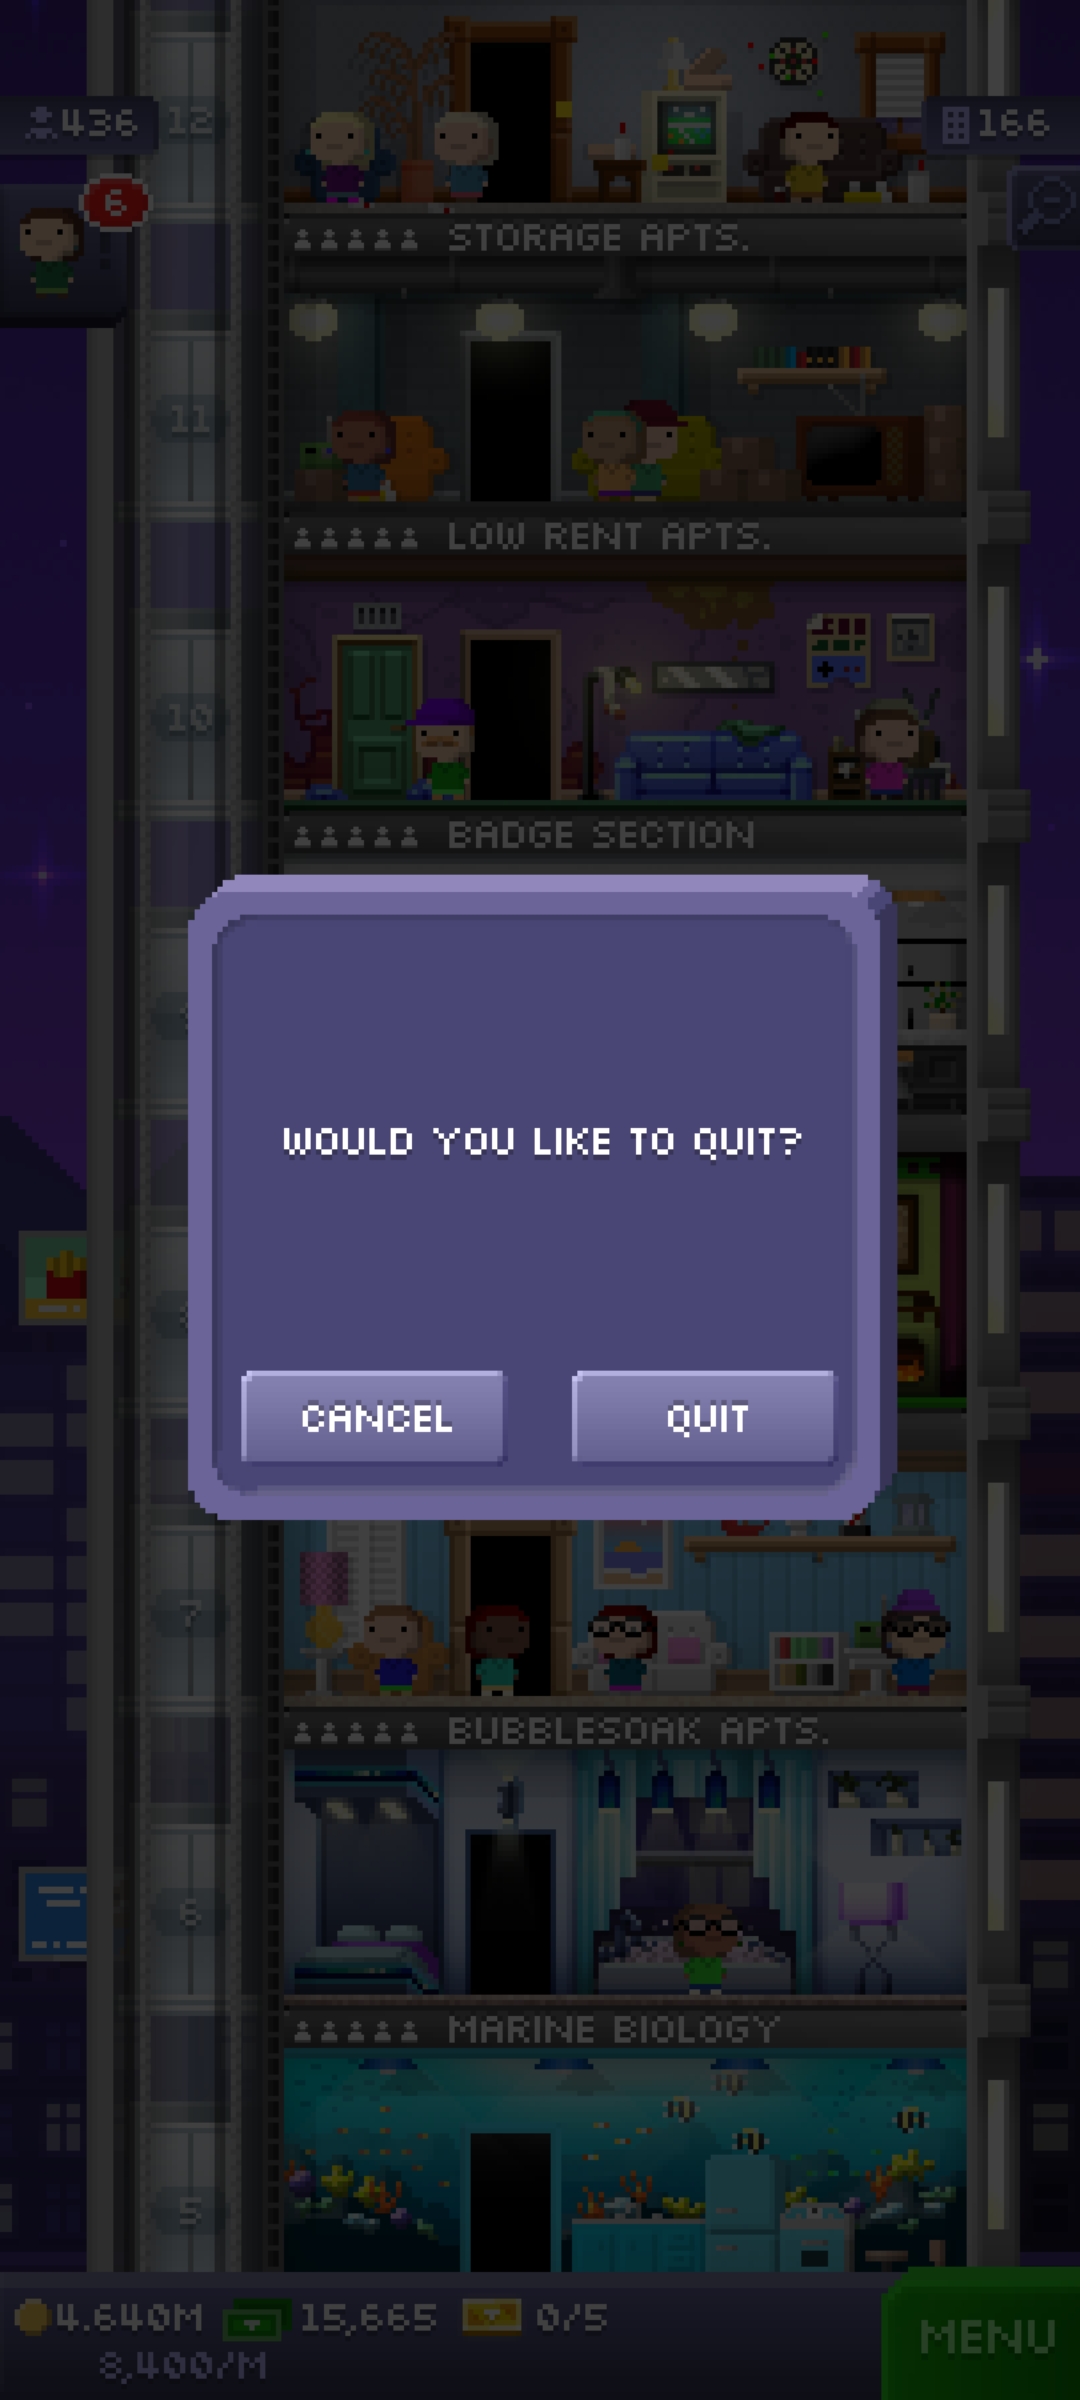 436
12
166
6
STORAGE APTS.
11
LOW RENT APTS.
10
BADGE SECTION
WOULD YOU LIKE TO QUIT?
CANCEL
QUIT
7
BUBBLESOAK APTS.
6
MARINE BIOLOGY
5
4.640M
15,665
0/5
8,400/M
MENU